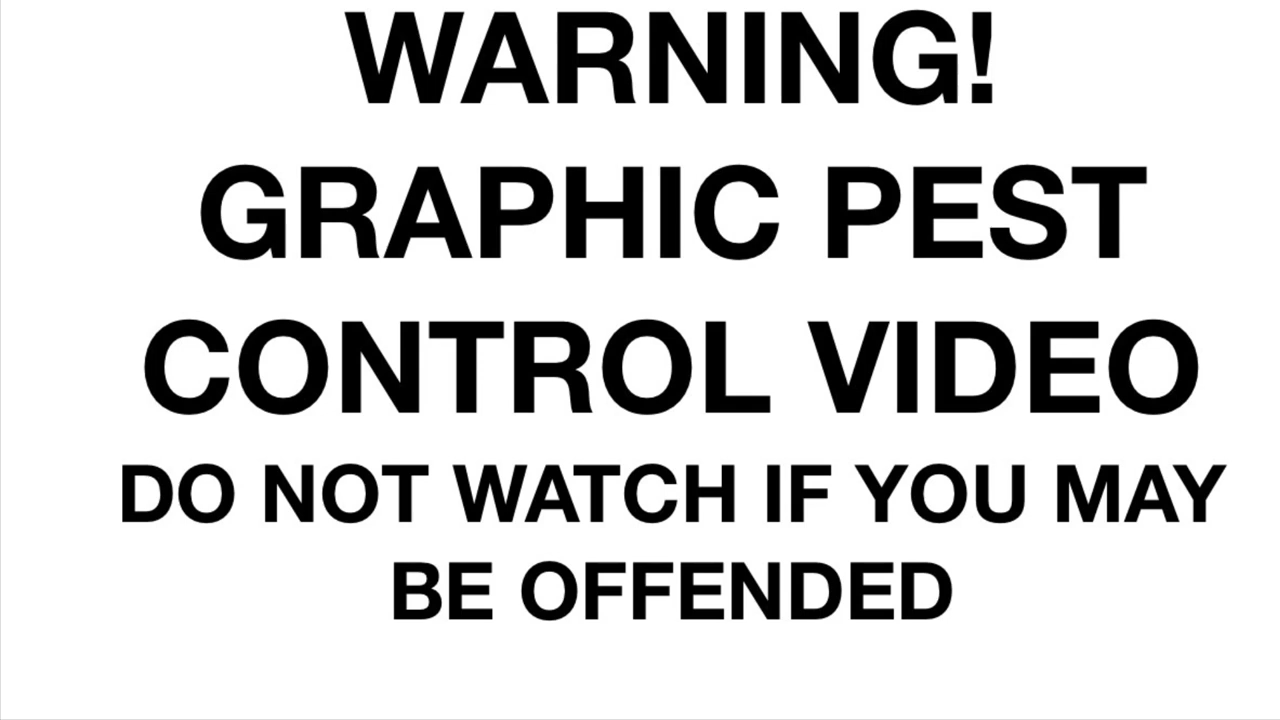 WARNING!
GRAPHIC PEST
CONTROL VIDEO
DO NOT WATCH IF YOU MAY
BE OFFENDED